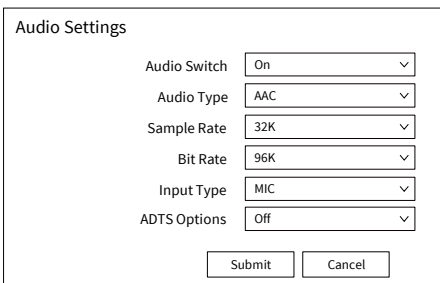 Audio Settings
Audio Switch On
Audio Type AAC
Sample Rate 32K
Bit Rate 96K
Input Type MIC
ADTS Options Off
Submit Cancel